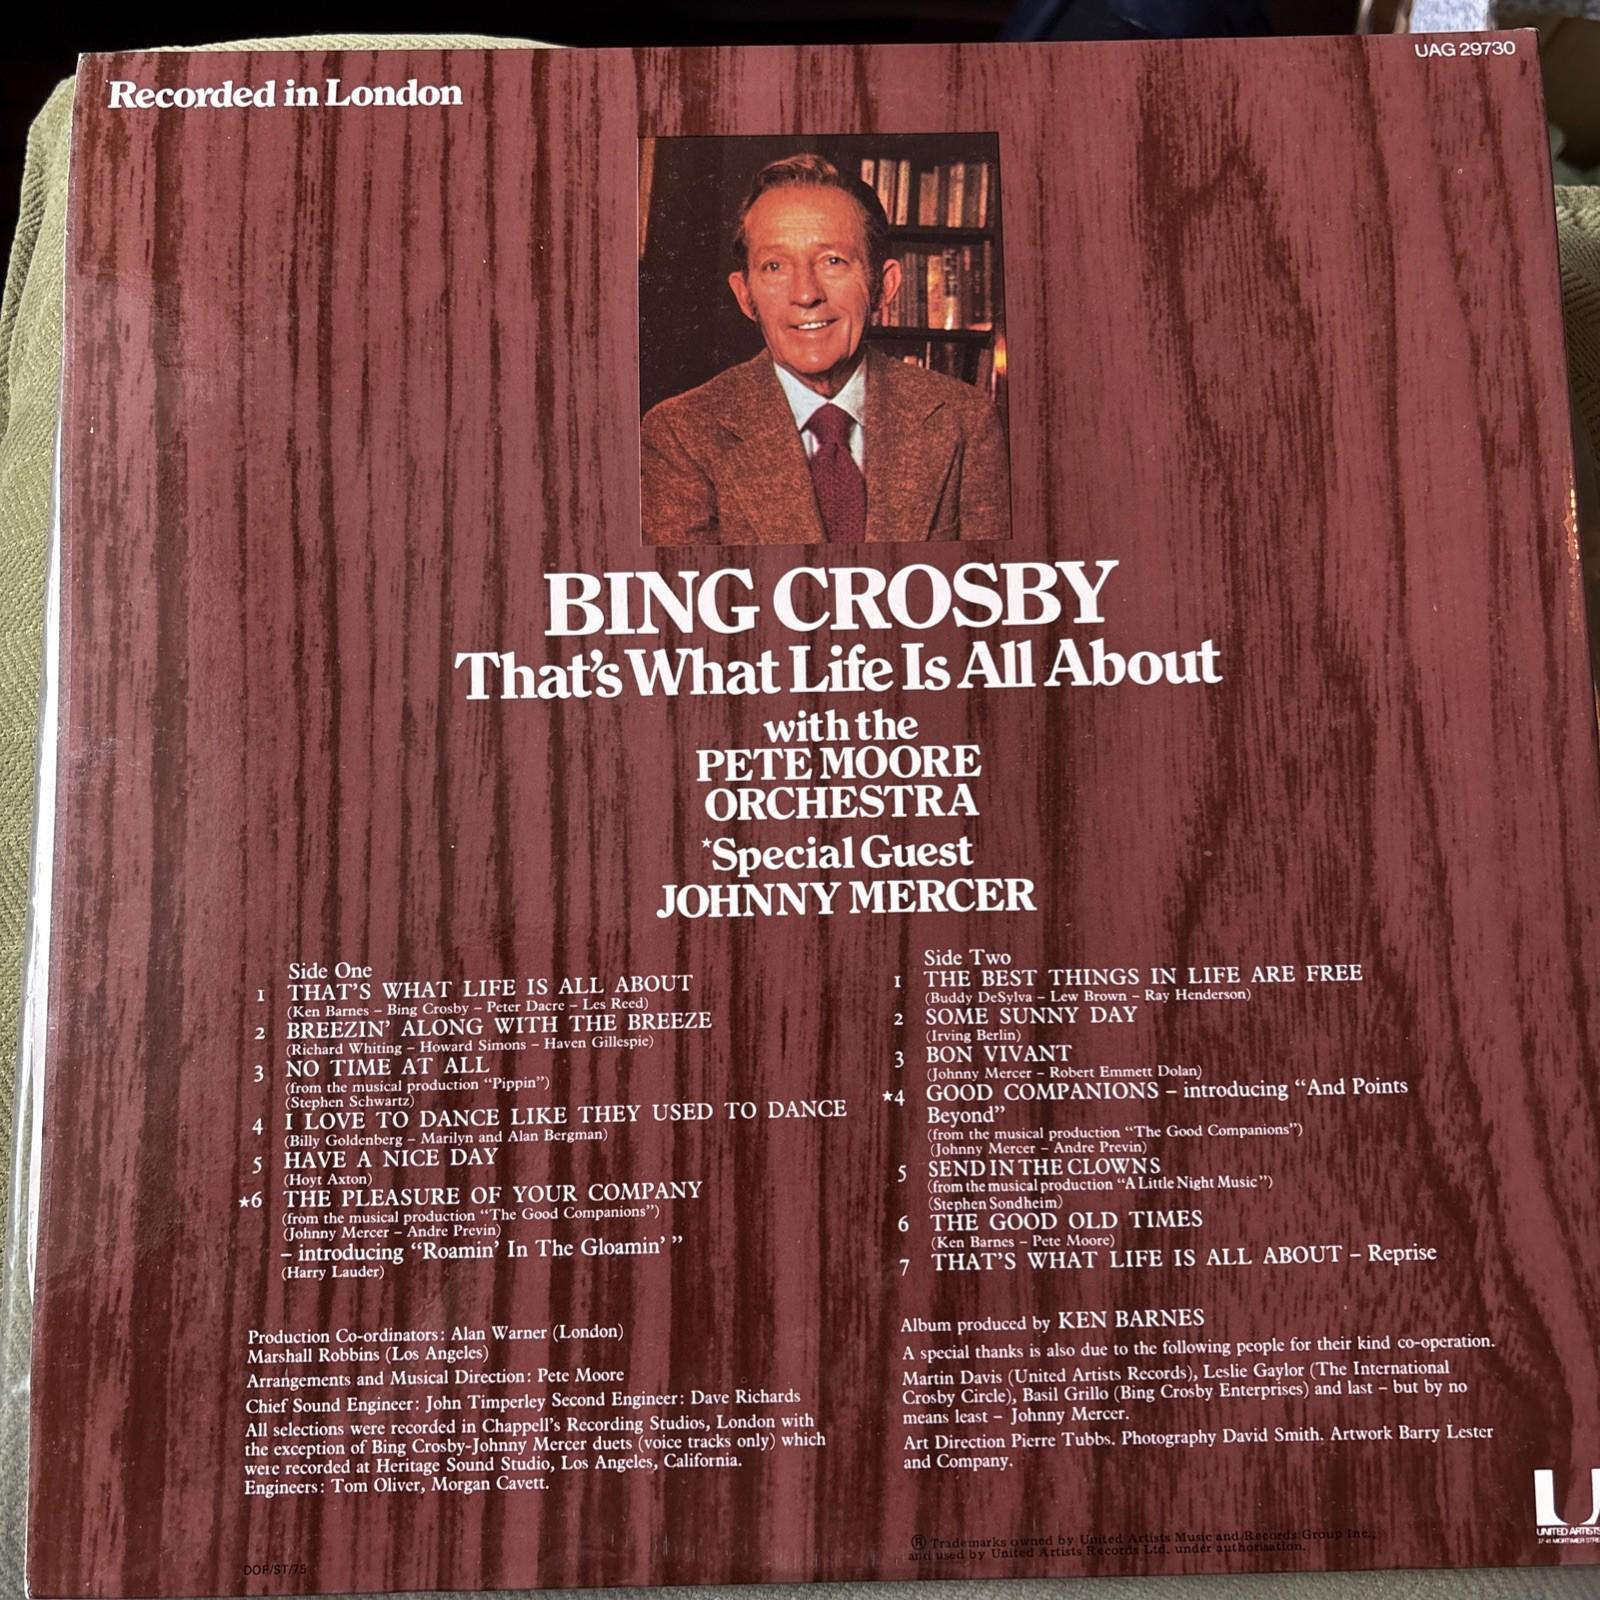 Recorded in London
UAG 29730
BING CROSBY
That's What Life Is All About
with the
PETE MOORE
ORCHESTRA
*Special Guest
JOHNNY MERCER
Side One
1 THAT'S WHAT LIFE IS ALL ABOUT
(Ken Barnes – Bing Crosby – Peter Dacre – Les Reed)
2 BREEZIN' ALONG WITH THE BREEZE
(Richard Whiting – Howard Simons – Haven Gillespie)
3 NO TIME AT ALL
(from the musical production "Pippin")
(Stephen Schwartz)
4 I LOVE TO DANCE LIKE THEY USED TO DANCE
(Billy Goldenberg – Marilyn and Alan Bergman)
5 HAVE A NICE DAY
(Hoyt Axton)
★6 THE PLEASURE OF YOUR COMPANY
(from the musical production "The Good Companions")
(Johnny Mercer – Andre Previn)
– introducing "Roamin' In The Gloamin' "
(Harry Lauder)
Side Two
1 THE BEST THINGS IN LIFE ARE FREE
(Buddy DeSylva – Lew Brown – Ray Henderson)
2 SOME SUNNY DAY
(Irving Berlin)
3 BON VIVANT
(Johnny Mercer – Robert Emmett Dolan)
★4 GOOD COMPANIONS – introducing "And Points
Beyond"
(from the musical production "The Good Companions")
(Johnny Mercer – Andre Previn)
5 SEND IN THE CLOWNS
(from the musical production "A Little Night Music")
(Stephen Sondheim)
6 THE GOOD OLD TIMES
(Ken Barnes – Pete Moore)
7 THAT'S WHAT LIFE IS ALL ABOUT – Reprise
Production Co-ordinators: Alan Warner (London)
Marshall Robbins (Los Angeles)
Arrangements and Musical Direction: Pete Moore
Chief Sound Engineer: John Timperley Second Engineer: Dave Richards
All selections were recorded in Chappell's Recording Studios, London with
the exception of Bing Crosby-Johnny Mercer duets (voice tracks only) which
were recorded at Heritage Sound Studio, Los Angeles, California.
Engineers: Tom Oliver, Morgan Cavett.
Album produced by KEN BARNES
A special thanks is also due to the following people for their kind co-operation.
Martin Davis (United Artists Records), Leslie Gaylor (The International
Crosby Circle), Basil Grillo (Bing Crosby Enterprises) and last – but by no
means least – Johnny Mercer.
Art Direction Pierre Tubbs. Photography David Smith. Artwork Barry Lester
and Company.
® Trademarks owned by United Artists Music and Records Group Inc.,
and used by United Artists Records Ltd. under authorisation.
DOF/ST/75
UNITED ARTISTS